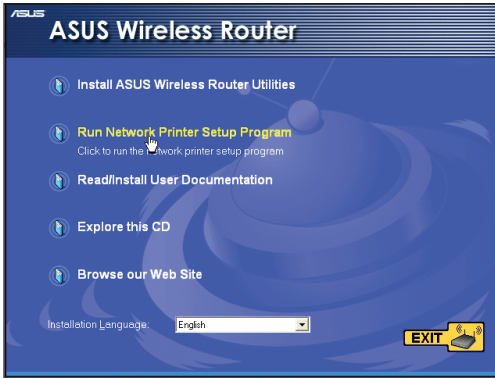 ASUS
ASUS Wireless Router
Install ASUS Wireless Router Utilities
Run Network Printer Setup Program
Click to run the network printer setup program
Read/Install User Documentation
Explore this CD
Browse our Web Site
Installation Language: English
EXIT